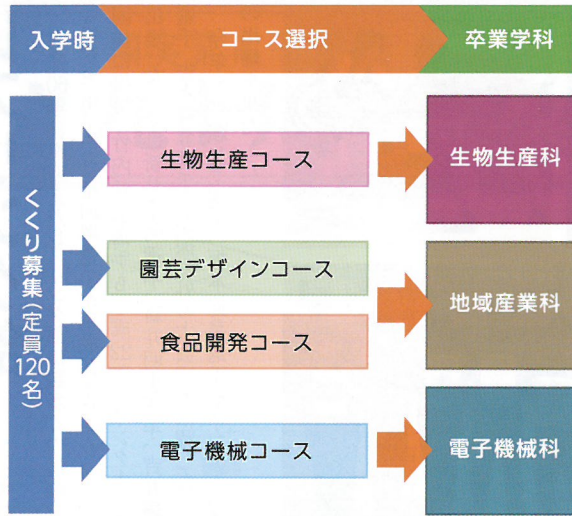 入学時
コース選択
卒業学科
くくり募集(定員120名)
生物生産コース
生物生産科
園芸デザインコース
食品開発コース
地域産業科
電子機械コース
電子機械科